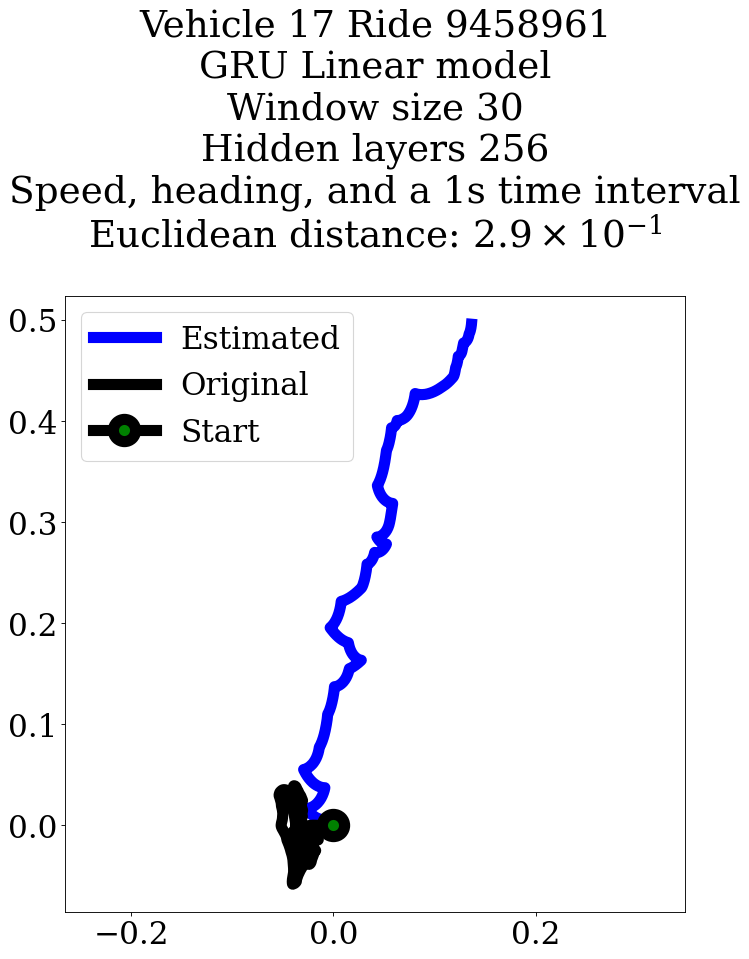 Vehicle 17 Ride 9458961
GRU Linear model
Window size 30
Hidden layers 256
Speed, heading, and a 1s time interval
Euclidean distance: 2.9 × 10⁻¹
Estimated
Original
Start
0.5
0.4
0.3
0.2
0.1
0.0
−0.2 0.0 0.2